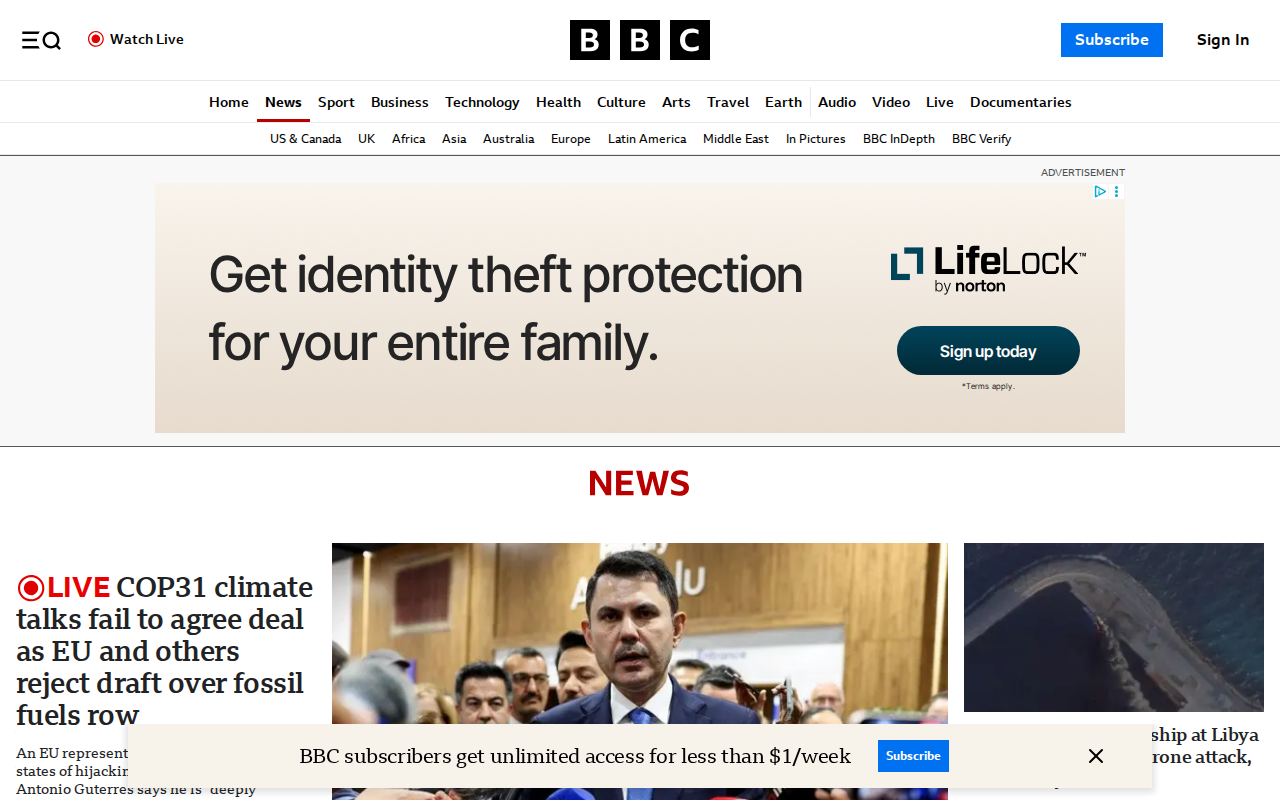 Watch Live
BBC
Subscribe
Sign In
Home News Sport Business Technology Health Culture Arts Travel Earth Audio Video Live Documentaries
US & Canada UK Africa Asia Australia Europe Latin America Middle East In Pictures BBC InDepth BBC Verify
ADVERTISEMENT
Get identity theft protection
for your entire family.
LifeLock™
by norton
Sign up today
*Terms apply.
NEWS
LIVE COP31 climate
talks fail to agree deal
as EU and others
reject draft over fossil
fuels row
An EU represent
states of hijackin
Antonio Guterres says he is "deeply
Entrance
ship at Libya
rone attack,
BBC subscribers get unlimited access for less than $1/week
Subscribe